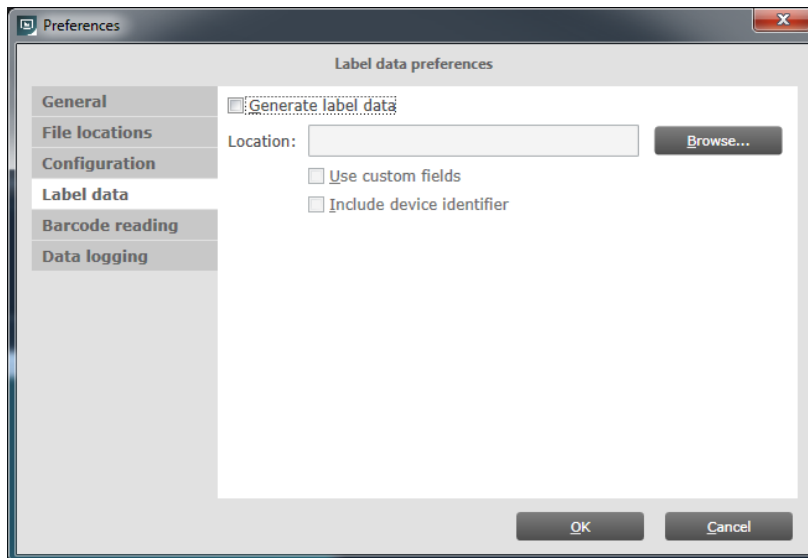 Preferences
Label data preferences
General
File locations
Configuration
Label data
Barcode reading
Data logging
Generate label data
Location:
Browse...
Use custom fields
Include device identifier
OK
Cancel